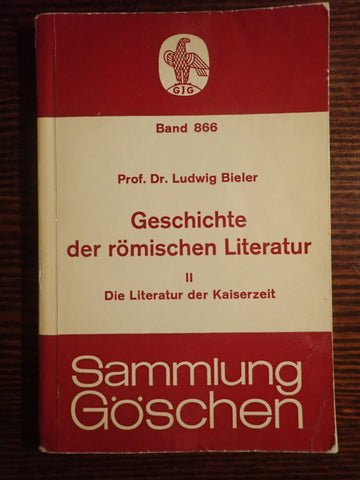 GJG
Band 866
Prof. Dr. Ludwig Bieler
Geschichte
der römischen Literatur
II
Die Literatur der Kaiserzeit
Sammlung
Göschen